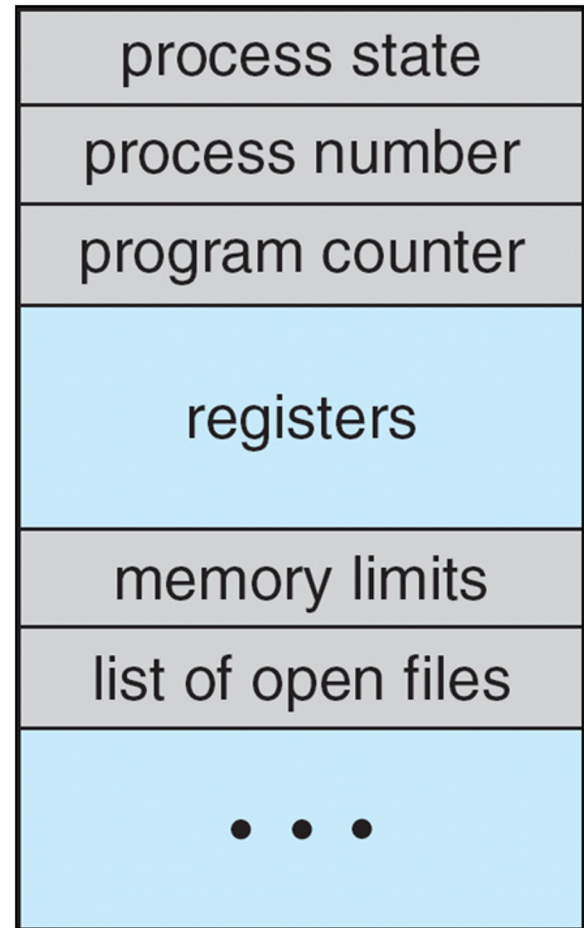 process state
process number
program counter
registers
memory limits
list of open files
• • •